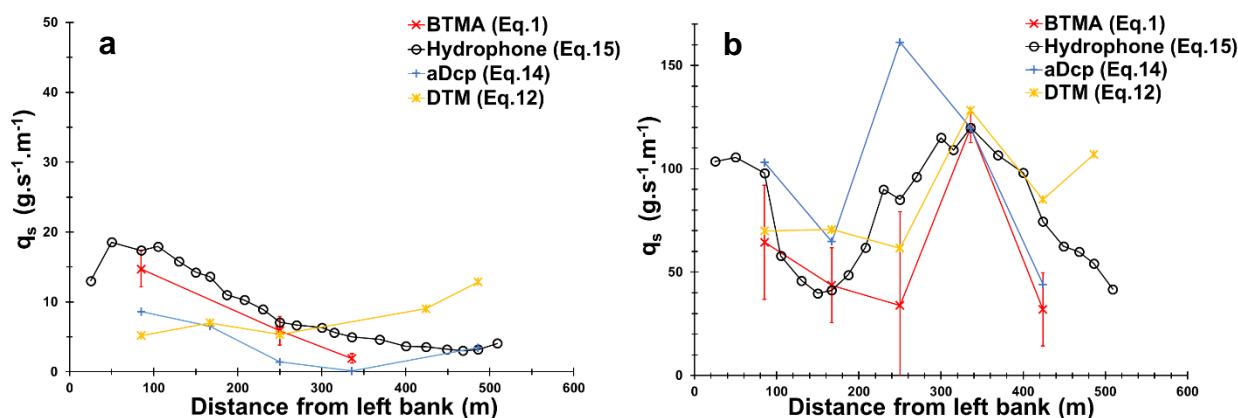 a
BTMA (Eq.1)
Hydrophone (Eq.15)
aDcp (Eq.14)
DTM (Eq.12)
50
40
30
20
10
0
qs (g.s-1.m-1)
0 100 200 300 400 500 600
Distance from left bank (m)
b
BTMA (Eq.1)
Hydrophone (Eq.15)
aDcp (Eq.14)
DTM (Eq.12)
150
100
50
0
qs (g.s-1.m-1)
0 100 200 300 400 500 600
Distance from left bank (m)